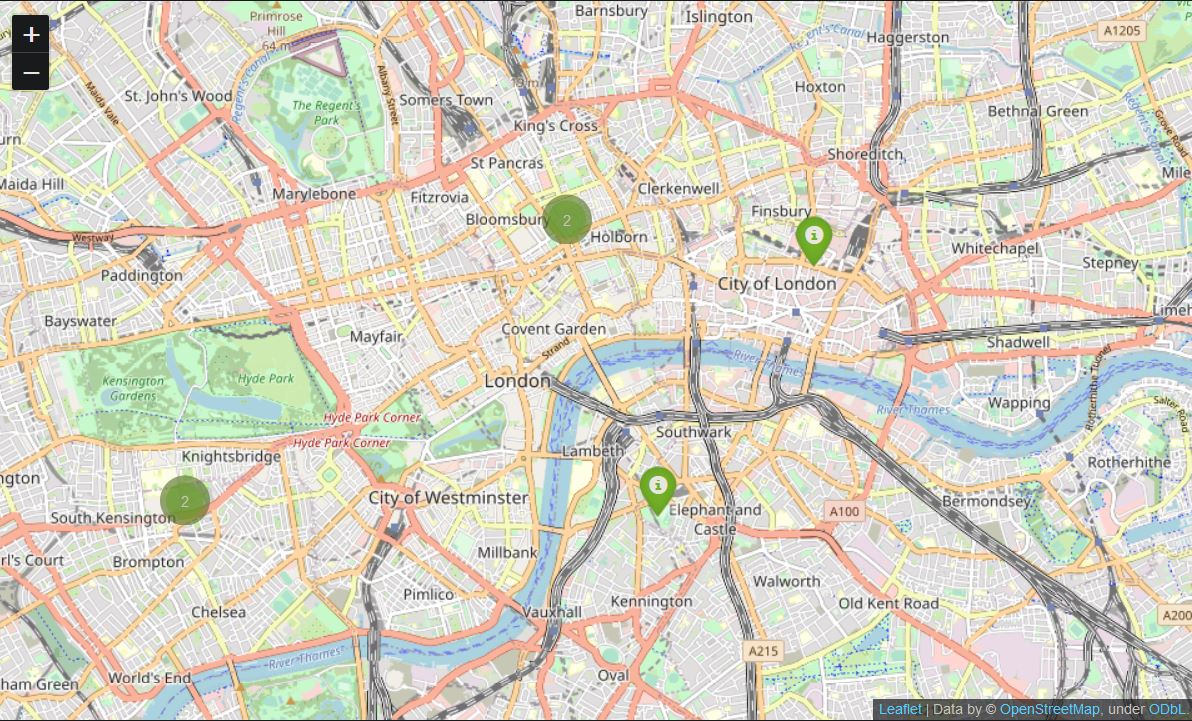 +
−
Primrose
Hill
64 m
Barnsbury
Islington
A1205
Haggerston
Regent's Canal
Regent's Canal
St. John's Wood
Maida Vale
The Regent's
Park
Albany Street
Somers Town
King's Cross
Hoxton
Bethnal Green
Grove Road
Shoreditch
St Pancras
Mile
Maida Hill
Marylebone
Fitzrovia
Clerkenwell
Bloomsbury
2
Holborn
Finsbury
i
Westway
Whitechapel
Stepney
Paddington
City of London
Bayswater
Mayfair
Covent Garden
Strand
Shadwell
Limeh
River Thames
Kensington
Gardens
Hyde Park
London
Wapping
River Thames
Rotherhithe Tunnel
Salter Road
Hyde Park Corner
Hyde Park Corner
Southwark
Lambeth
Knightsbridge
Rotherhithe
ngton
2
City of Westminster
i
Elephant and
Castle
A100
Bermondsey
South Kensington
rl's Court
Brompton
Millbank
Walworth
Pimlico
Kennington
Old Kent Road
Chelsea
Vauxhall
A200
River Thames
A215
World's End
Oval
ham Green
Leaflet | Data by © OpenStreetMap, under ODbL.